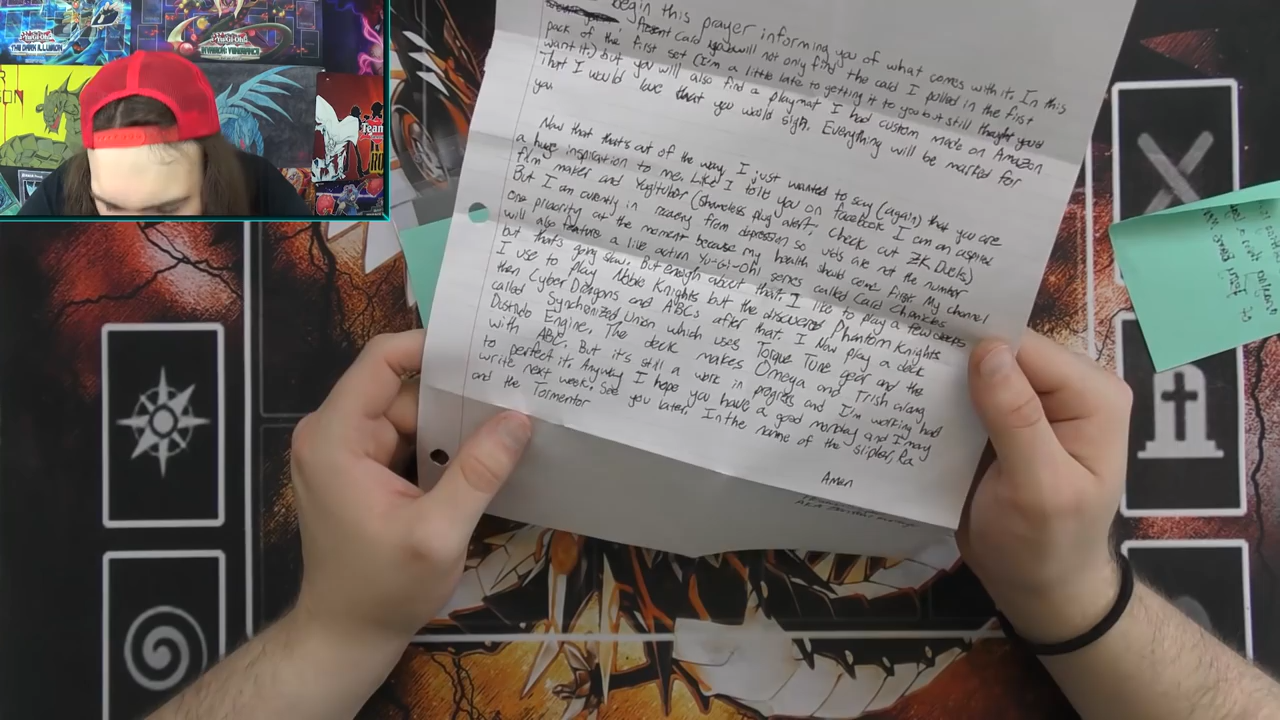 THE DARK ILLUSION
INVASION: VENGEANCE
begin this prayer informing you of what comes with it. In this
Card you will not only find the card I pulled in the first
pack of the first set (I'm a little late to getting it to you but still thought you'd
want it) but you will also find a playmat I had custom made on Amazon
that I would love that you would sign. Everything will be marked for
you
Now that that's out of the way, I just wanted to say (again) that you are
a huge inspiration to me. Like I told you on facebook I am an aspired
film maker and Yugituber (shameless plug alert, check out ZK Duels)
But I am currently in recovery from depression so vids are not the number
one priority at the moment because my health should come first. My channel
will also feature a live action Yu-Gi-Oh! series called Card Chronicles
but that's going slow. But enough about that. I like to play a few decks
I use to play Noble Knights but the discovered Phantom Knights
then Cyber Dragons and ABCs after that. I Now play a deck
called Synchronized Union which uses Torque Tune gear and the
Dustndo Engine. The deck makes Omega and Trish along
with ABC. But it's still a work in progress and I'm working hard
to perfect it. Anyway I hope you have a good monday and I may
write next week. See you later. In the name of the slipher, Ra
and the Tormentor
Amen